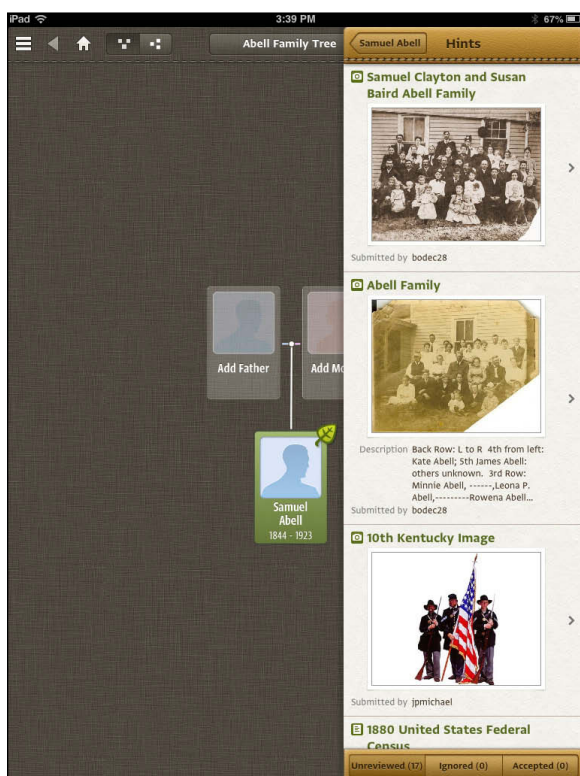 iPad
3:39 PM
67%
Abell Family Tree
Samuel Abell
Hints
Samuel Clayton and Susan
Baird Abell Family
Submitted by bodec28
Abell Family
Description Back Row: L to R 4th from left:
Kate Abell; 5th James Abell:
others unknown. 3rd Row:
Minnie Abell, ------,Leona P.
Abell,---------Rowena Abell...
Submitted by bodec28
10th Kentucky Image
Submitted by jpmichael
1880 United States Federal
Census
Unreviewed (17)
Ignored (0)
Accepted (0)
Add Father
Add Mo
Samuel
Abell
1844 - 1923